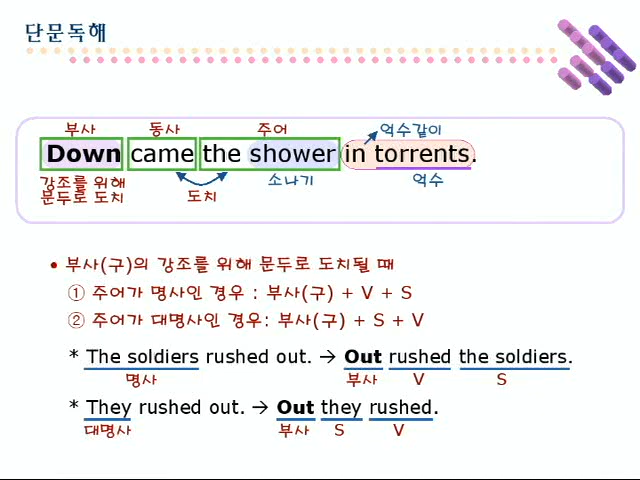 단문독해
부사 동사 주어 억수같이
Down came the shower in torrents.
강조를 위해 문두로 도치 도치 소나기 억수
• 부사(구)의 강조를 위해 문두로 도치될 때
① 주어가 명사인 경우 : 부사(구) + V + S
② 주어가 대명사인 경우: 부사(구) + S + V
* The soldiers rushed out. → Out rushed the soldiers.
명사 부사 V S
* They rushed out. → Out they rushed.
대명사 부사 S V